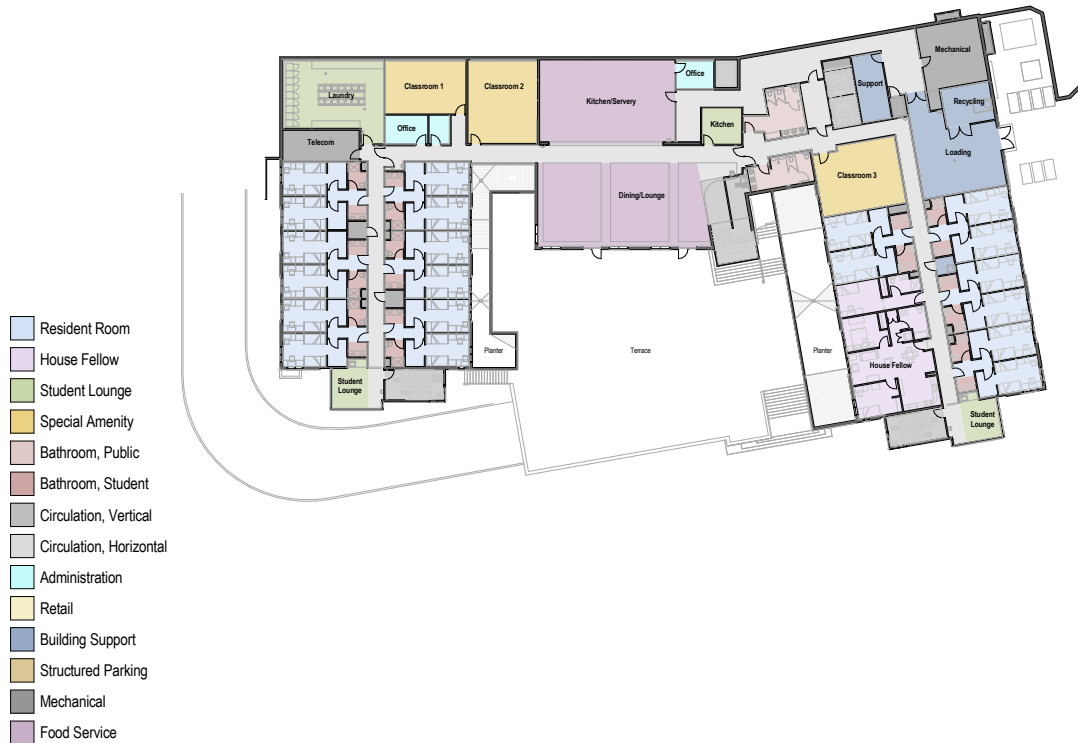 Mechanical
Classroom 1
Classroom 2
Office
Support
Laundry
Kitchen/Servery
Recycling
Office
Kitchen
Telecom
Loading
Classroom 3
Dining/Lounge
Resident Room
House Fellow
Student Lounge
Special Amenity
Bathroom, Public
Bathroom, Student
Circulation, Vertical
Circulation, Horizontal
Administration
Retail
Building Support
Structured Parking
Mechanical
Food Service
Planter
Terrace
Planter
House Fellow
Student
Lounge
Student
Lounge